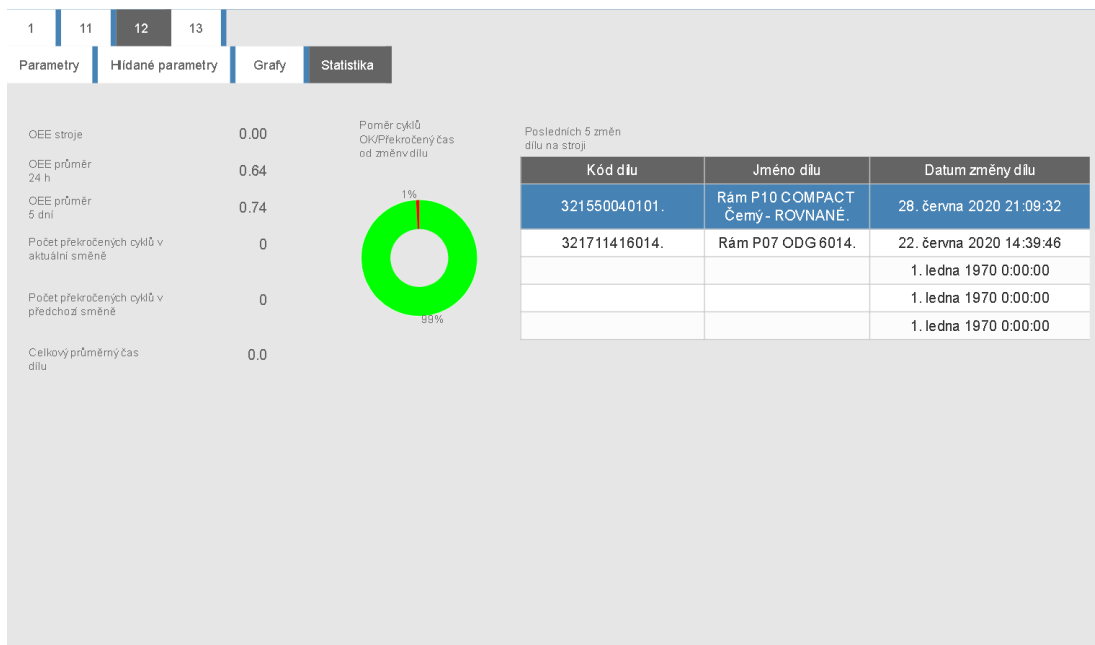 1 11 12 13
Parametry Hlídané parametry Grafy Statistika
OEE stroje 0.00
OEE průměr
24 h 0.64
OEE průměr
5 dní 0.74
Počet překročených cyklů v
aktuální směně 0
Počet překročených cyklů v
předchozí směně 0
Celkový průměrný čas
dílu 0.0
Poměr cyklů
OK/Překročený čas
od změny dílu
1%
99%
Posledních 5 změn
dílu na stroji
Kód dílu Jméno dílu Datum změny dílu
321550040101. Rám P10 COMPACT
Černý - ROVNANÉ. 28. června 2020 21:09:32
321711416014. Rám P07 ODG 6014. 22. června 2020 14:39:46
1. ledna 1970 0:00:00
1. ledna 1970 0:00:00
1. ledna 1970 0:00:00